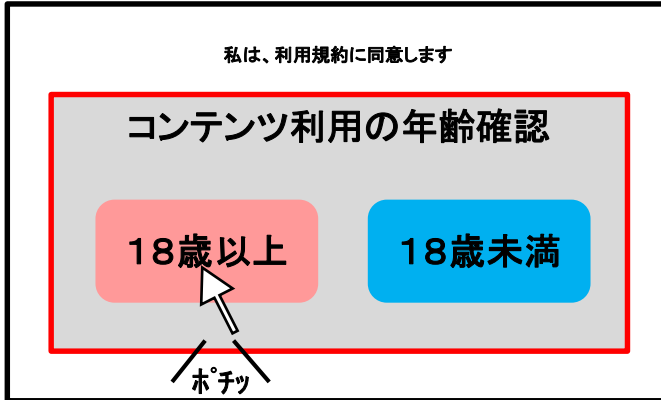 私は、利用規約に同意します
コンテンツ利用の年齢確認
18歳以上
18歳未満
ポチッ